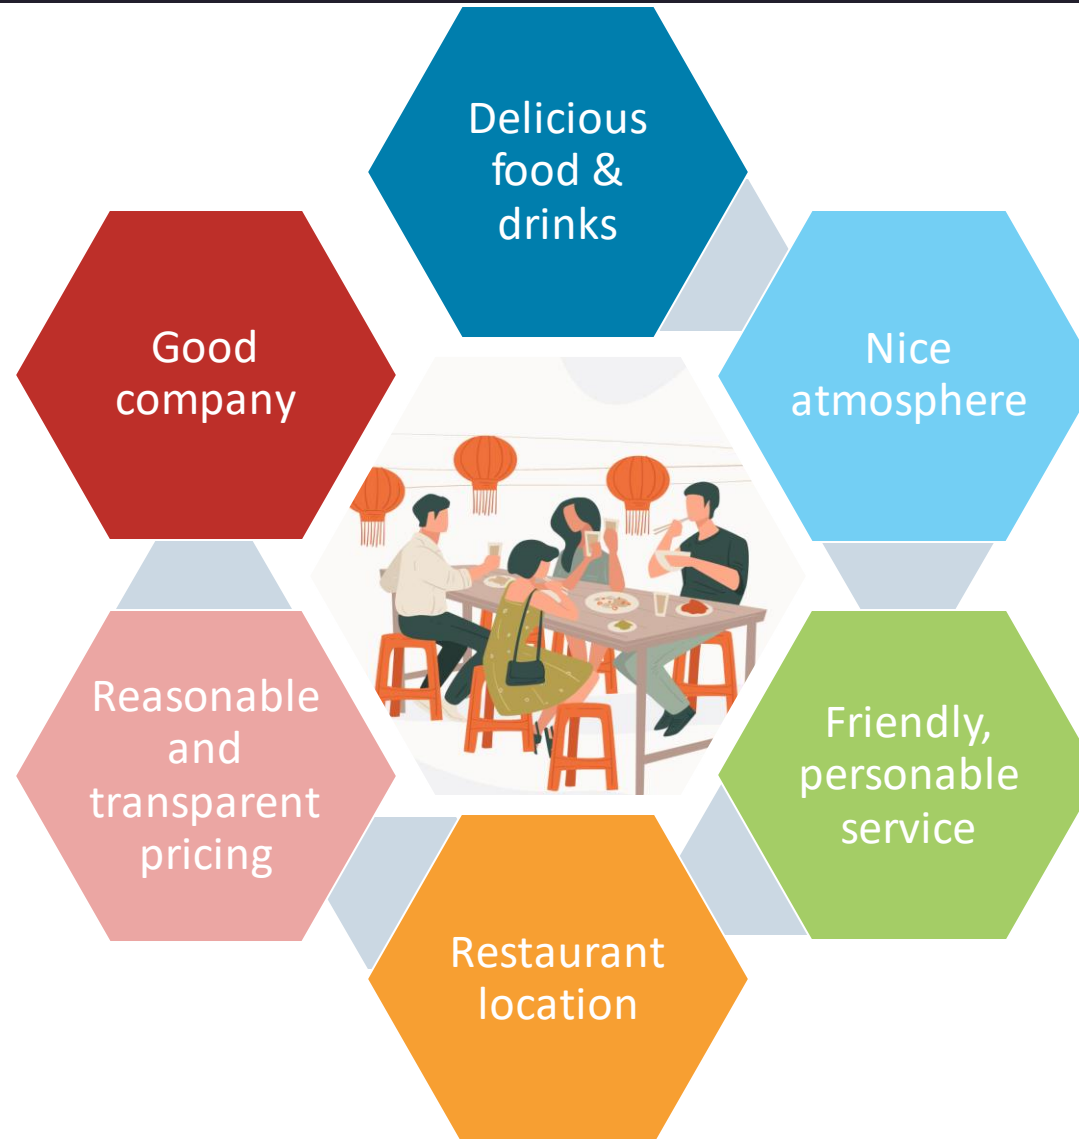 Delicious
food &
drinks
Nice
atmosphere
Friendly,
personable
service
Restaurant
location
Reasonable
and
transparent
pricing
Good
company